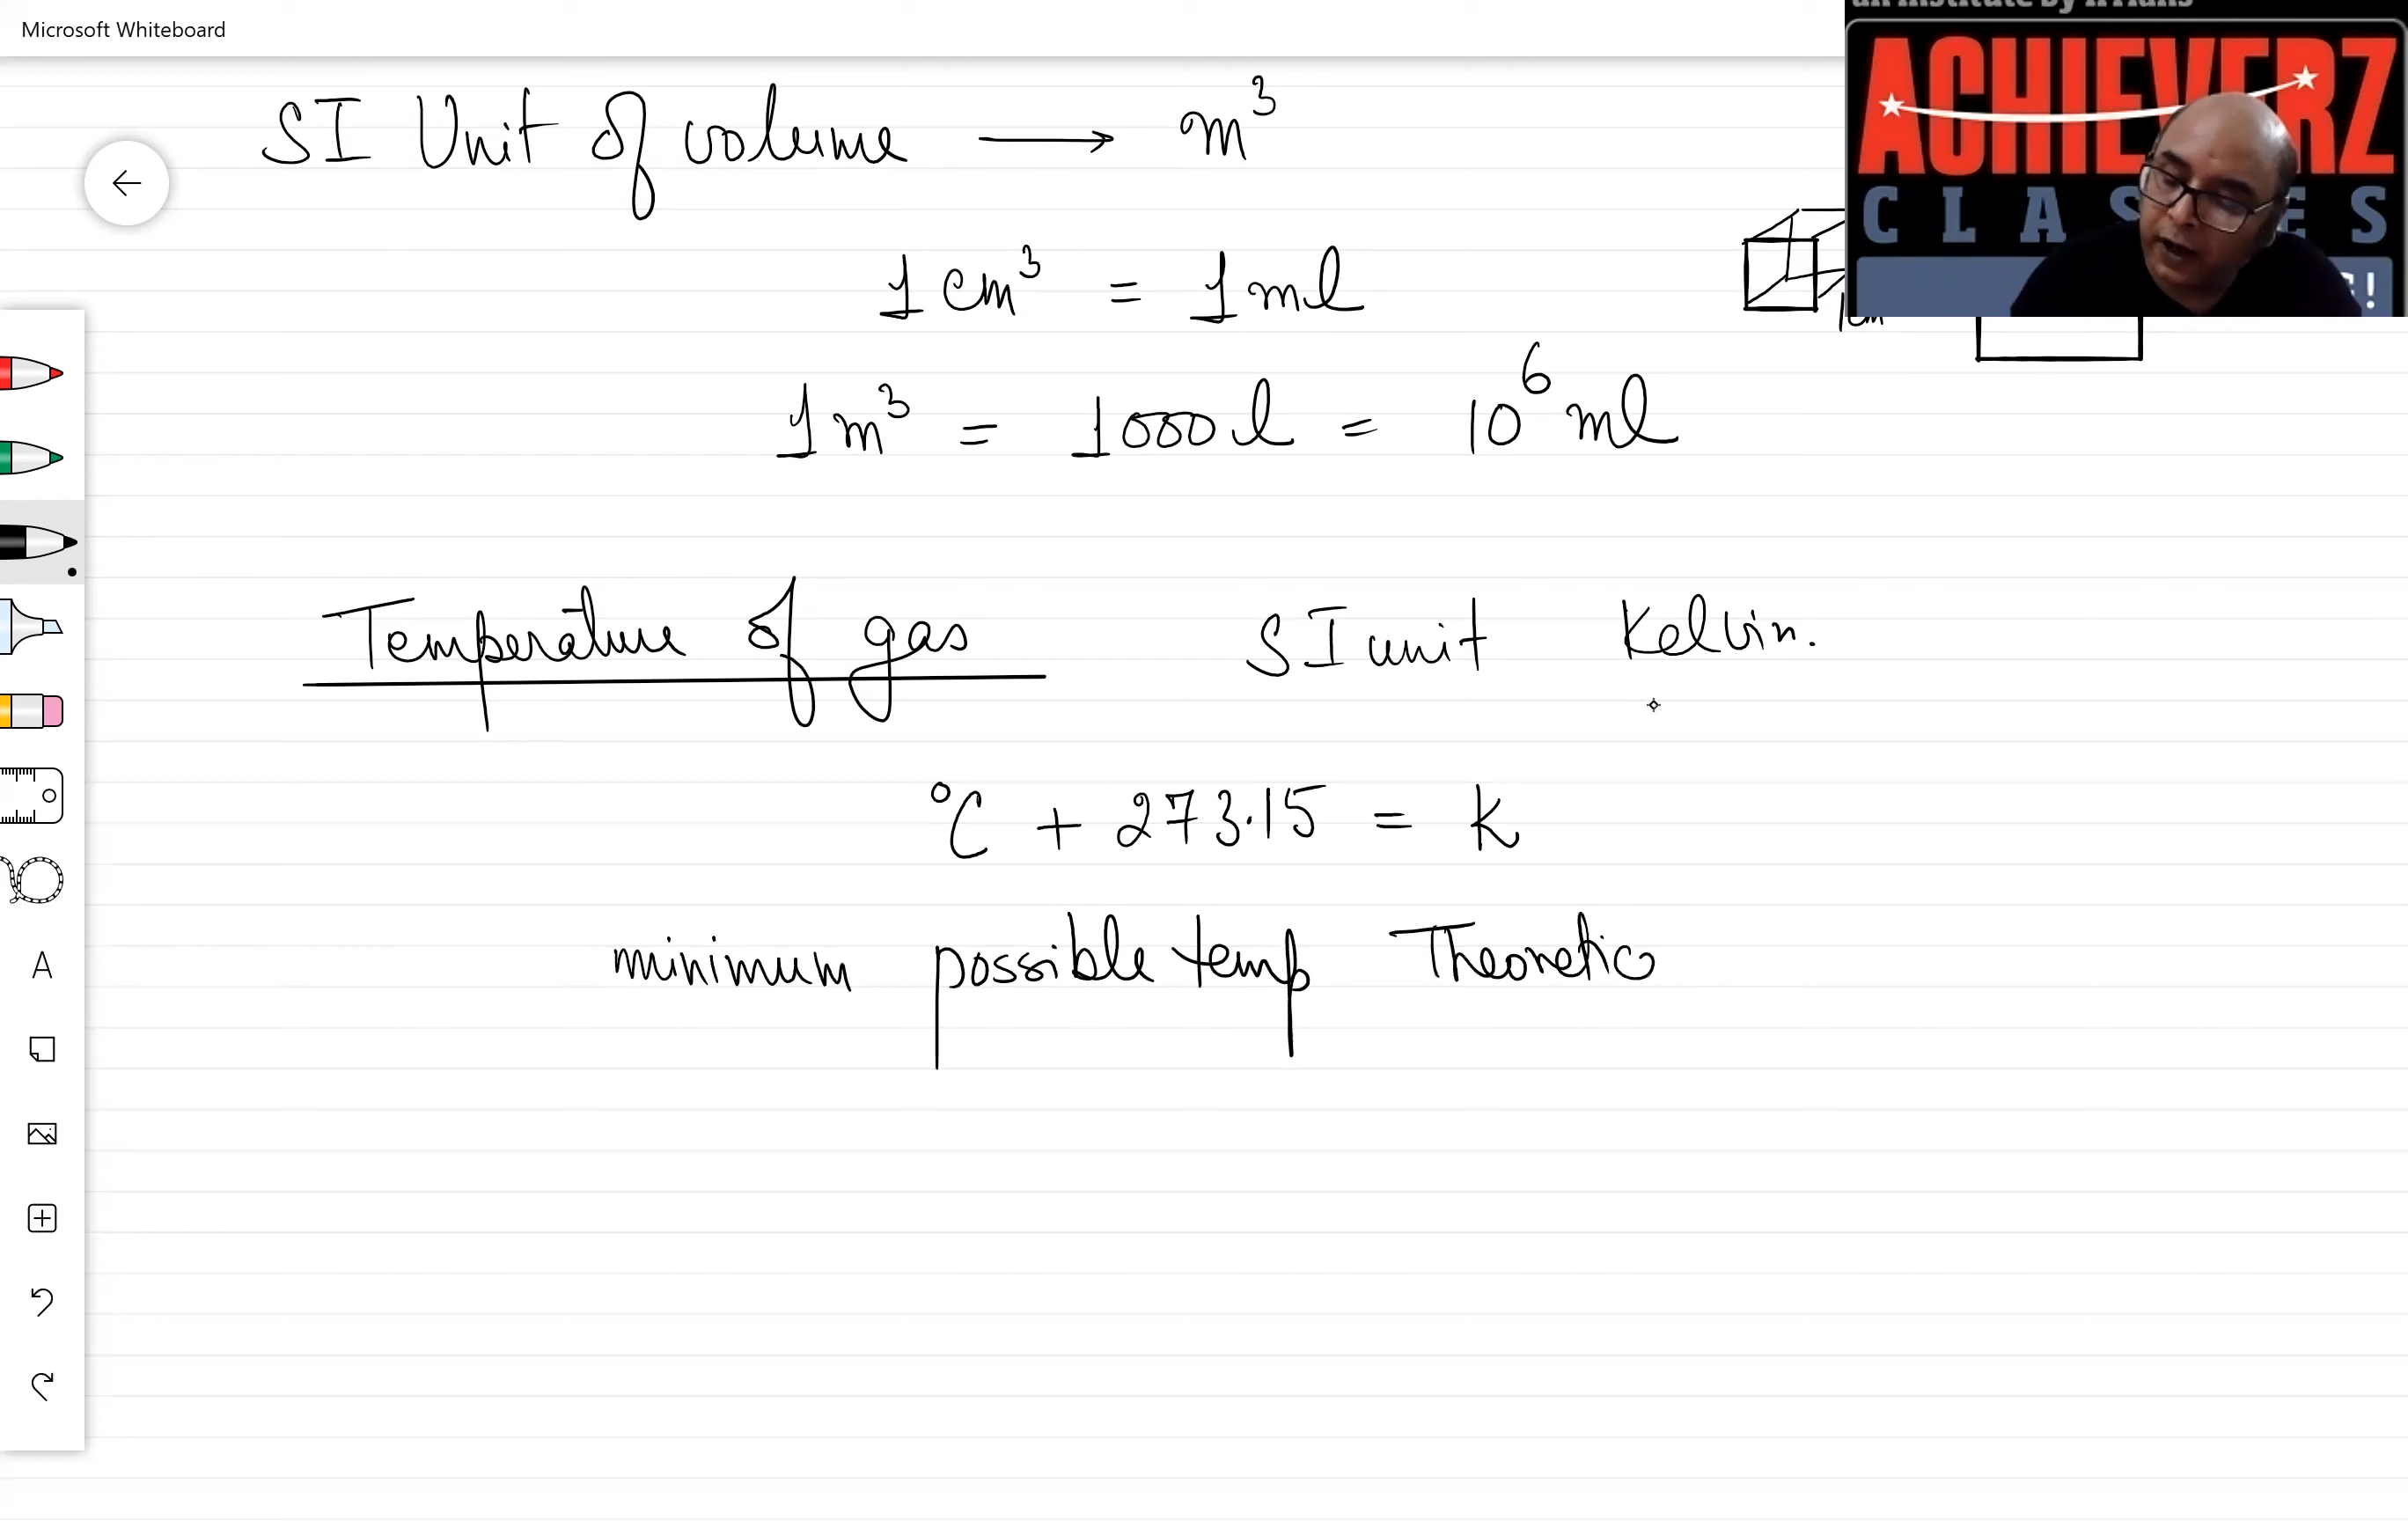 Microsoft Whiteboard
SI Unit of volume → m³
1 cm³ = 1 ml
1 m³ = 1000 l = 10⁶ ml
Temperature of gas SI unit Kelvin.
°C + 273.15 = K
minimum possible temp Theoretic
A
ACHIEVERZ
1cm